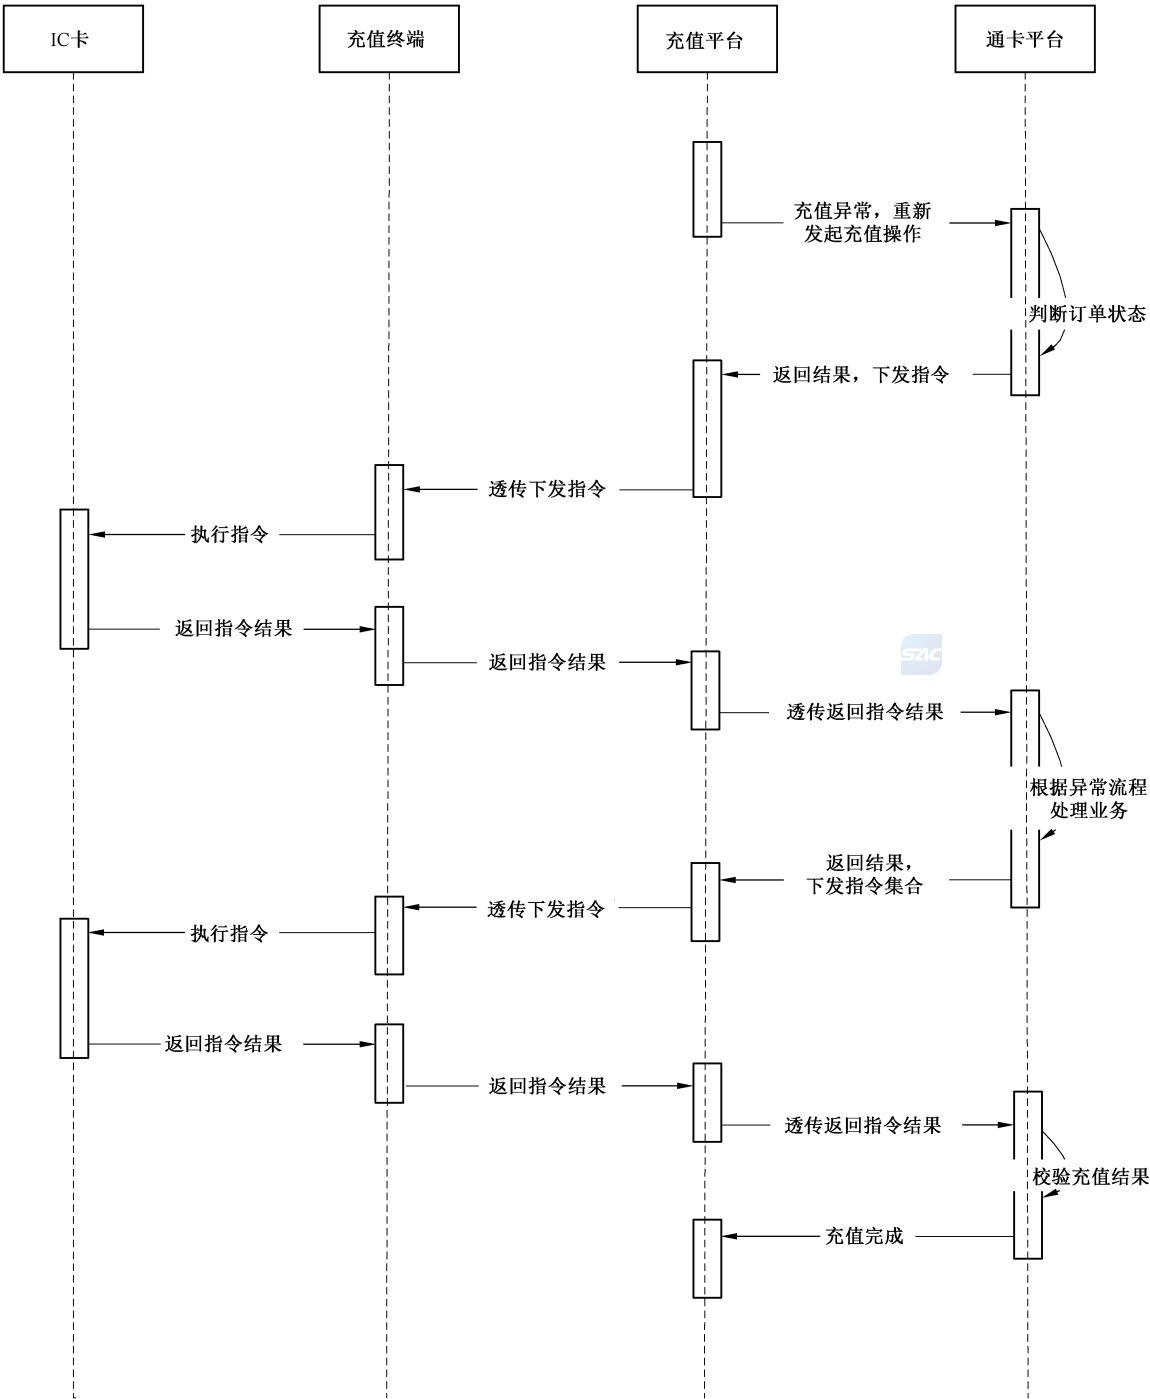 IC卡
充值终端
充值平台
通卡平台
充值异常，重新
发起充值操作
判断订单状态
返回结果，下发指令
透传下发指令
执行指令
返回指令结果
返回指令结果
透传返回指令结果
根据异常流程
处理业务
返回结果，
下发指令集合
透传下发指令
执行指令
返回指令结果
返回指令结果
透传返回指令结果
校验充值结果
充值完成
SAC